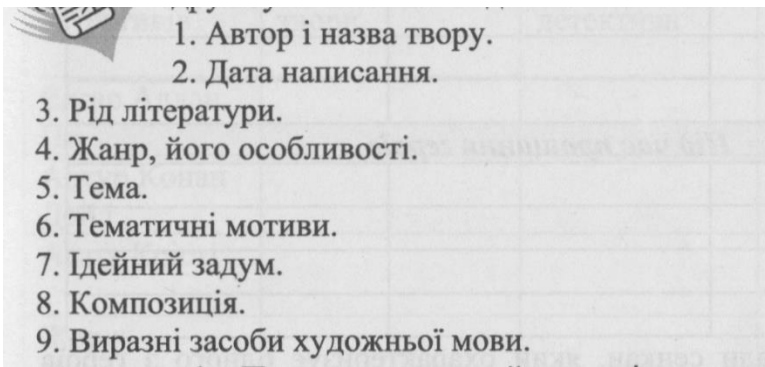 1. Автор і назва твору.
2. Дата написання.
3. Рід літератури.
4. Жанр, його особливості.
5. Тема.
6. Тематичні мотиви.
7. Ідейний задум.
8. Композиція.
9. Виразні засоби художньої мови.